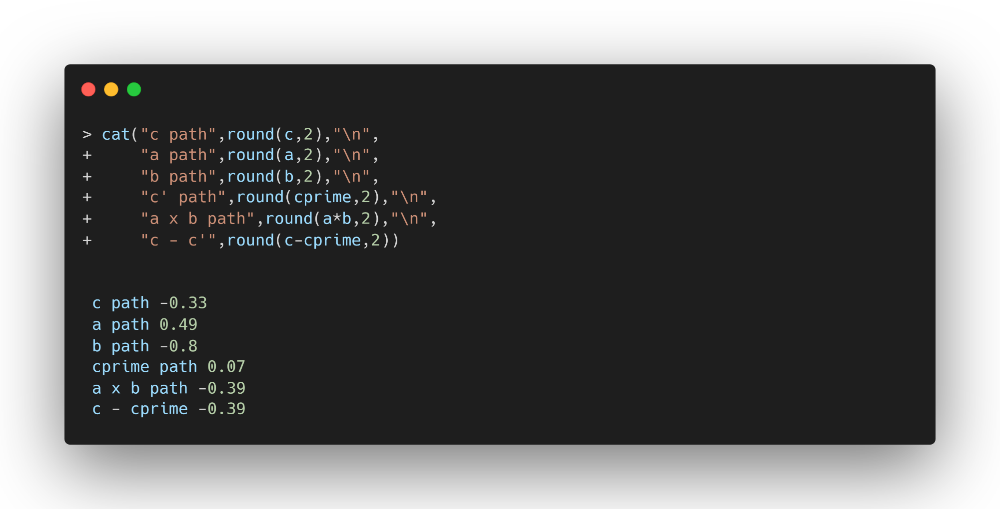 > cat("c path",round(c,2),"\n",
+     "a path",round(a,2),"\n",
+     "b path",round(b,2),"\n",
+     "c' path",round(cprime,2),"\n",
+     "a x b path",round(a*b,2),"\n",
+     "c - c'",round(c-cprime,2))
c path -0.33
a path 0.49
b path -0.8
cprime path 0.07
a x b path -0.39
c - cprime -0.39